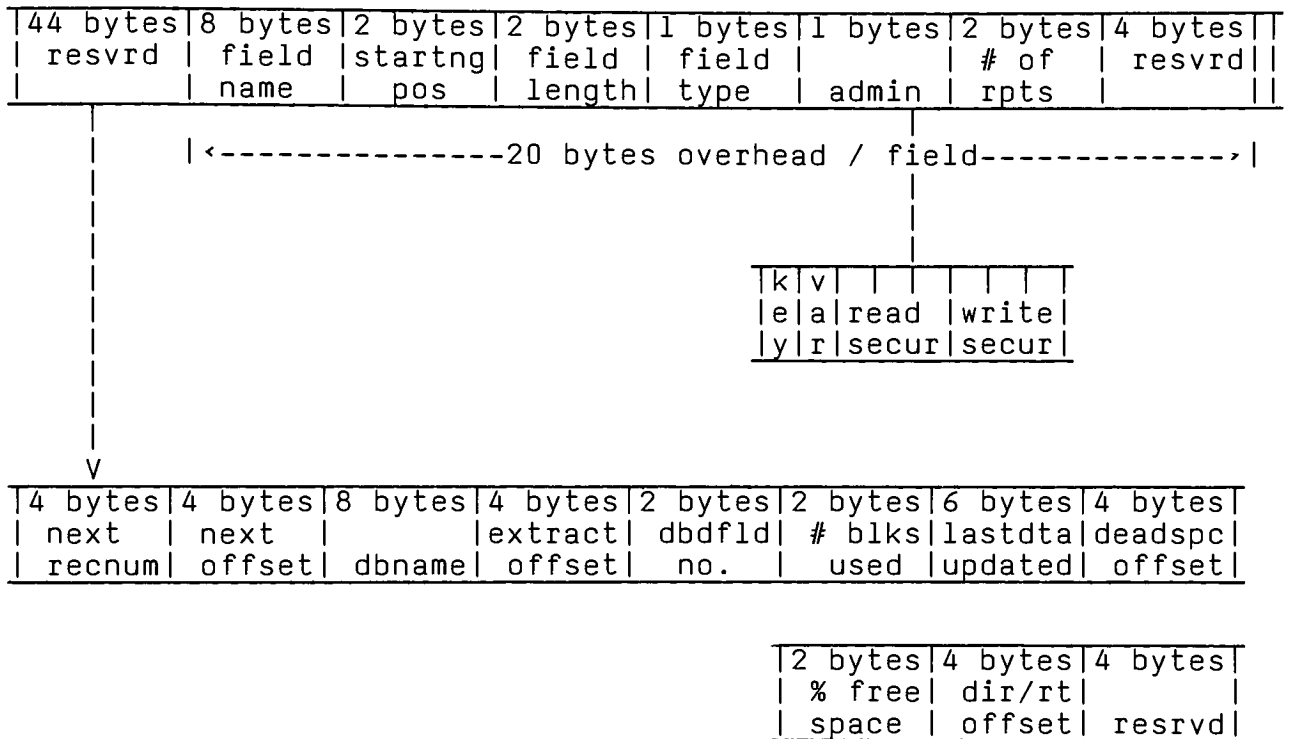 |44 bytes|8 bytes|2 bytes|2 bytes|1 bytes|1 bytes|2 bytes|4 bytes||
| resvrd | field |startng| field | field | | # of | resvrd||
| | name | pos | length| type | admin | rpts | ||
|<---------------20 bytes overhead / field------------->|
|k|v| | | | | | |
|e|a|read |write|
|y|r|secur|secur|
V
|4 bytes|4 bytes|8 bytes|4 bytes|2 bytes|2 bytes|6 bytes|4 bytes|
| next | next | |extract| dbdfld| # blks|lastdta|deadspc|
| recnum| offset| dbname| offset| no. | used |updated| offset|
|2 bytes|4 bytes|4 bytes|
| % free| dir/rt| |
| space | offset| resrvd|